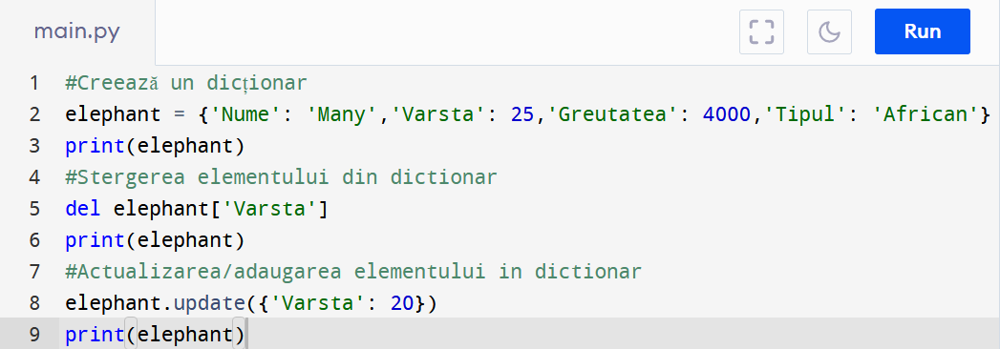 main.py
Run
1 #Creează un dicționar
2 elephant = {'Nume': 'Many','Varsta': 25,'Greutatea': 4000,'Tipul': 'African'}
3 print(elephant)
4 #Stergerea elementului din dictionar
5 del elephant['Varsta']
6 print(elephant)
7 #Actualizarea/adaugarea elementului in dictionar
8 elephant.update({'Varsta': 20})
9 print(elephant)